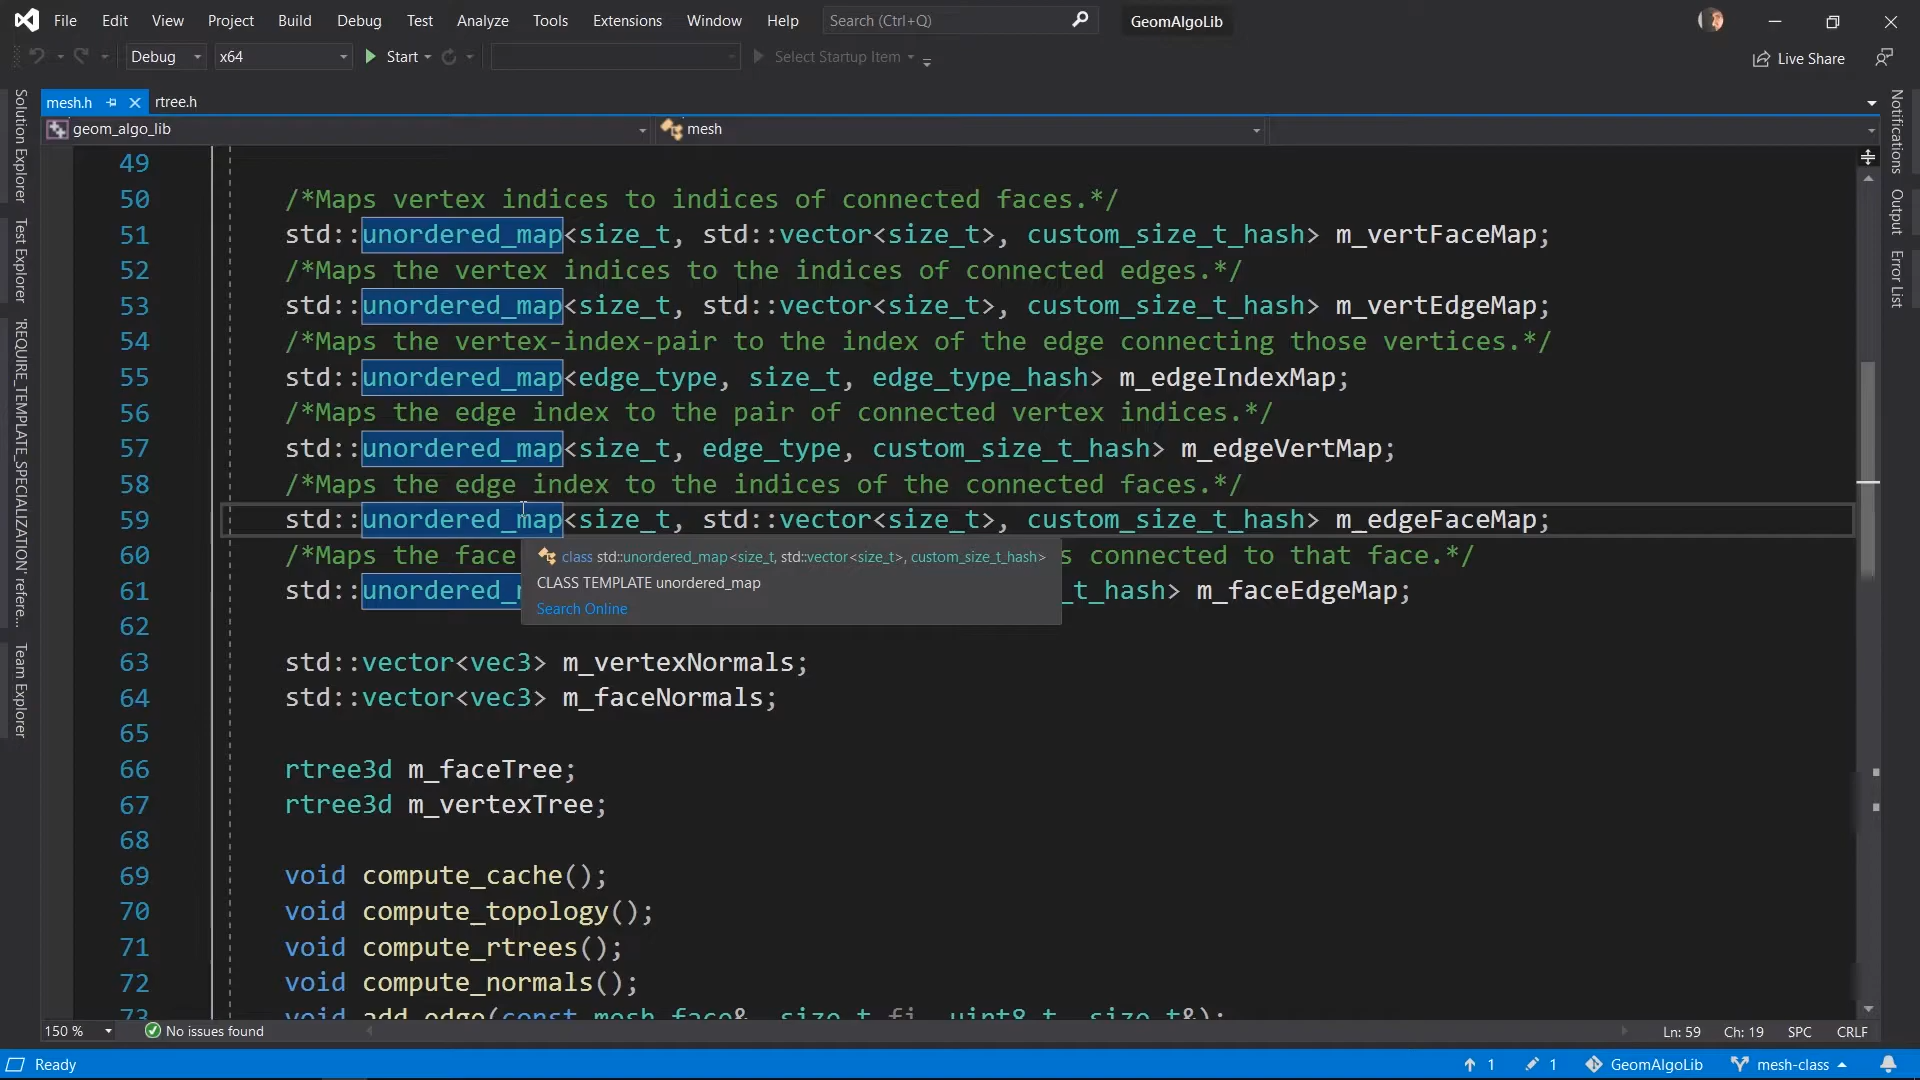 File Edit View Project Build Debug Test Analyze Tools Extensions Window Help Search (Ctrl+Q) GeomAlgoLib
Debug x64 Start Select Startup Item Live Share
mesh.h rtree.h
geom_algo_lib mesh
49
50 /*Maps vertex indices to indices of connected faces.*/
51 std::unordered_map<size_t, std::vector<size_t>, custom_size_t_hash> m_vertFaceMap;
52 /*Maps the vertex indices to the indices of connected edges.*/
53 std::unordered_map<size_t, std::vector<size_t>, custom_size_t_hash> m_vertEdgeMap;
54 /*Maps the vertex-index-pair to the index of the edge connecting those vertices.*/
55 std::unordered_map<edge_type, size_t, edge_type_hash> m_edgeIndexMap;
56 /*Maps the edge index to the pair of connected vertex indices.*/
57 std::unordered_map<size_t, edge_type, custom_size_t_hash> m_edgeVertMap;
58 /*Maps the edge index to the indices of the connected faces.*/
59 std::unordered_map<size_t, std::vector<size_t>, custom_size_t_hash> m_edgeFaceMap;
60 /*Maps the face s connected to that face.*/
class std::unordered_map<size_t, std::vector<size_t>, custom_size_t_hash>
CLASS TEMPLATE unordered_map
Search Online
61 std::unordered_ _t_hash> m_faceEdgeMap;
62
63 std::vector<vec3> m_vertexNormals;
64 std::vector<vec3> m_faceNormals;
65
66 rtree3d m_faceTree;
67 rtree3d m_vertexTree;
68
69 void compute_cache();
70 void compute_topology();
71 void compute_rtrees();
72 void compute_normals();
73 void add_edge(const mesh_face&, size_t fi, uint8_t, size_t&);
150 % No issues found Ln: 59 Ch: 19 SPC CRLF
Ready 1 1 GeomAlgoLib mesh-class
Solution Explorer
Test Explorer
'REQUIRE_TEMPLATE_SPECIALIZATION' refere...
Team Explorer
Notifications
Output
Error List